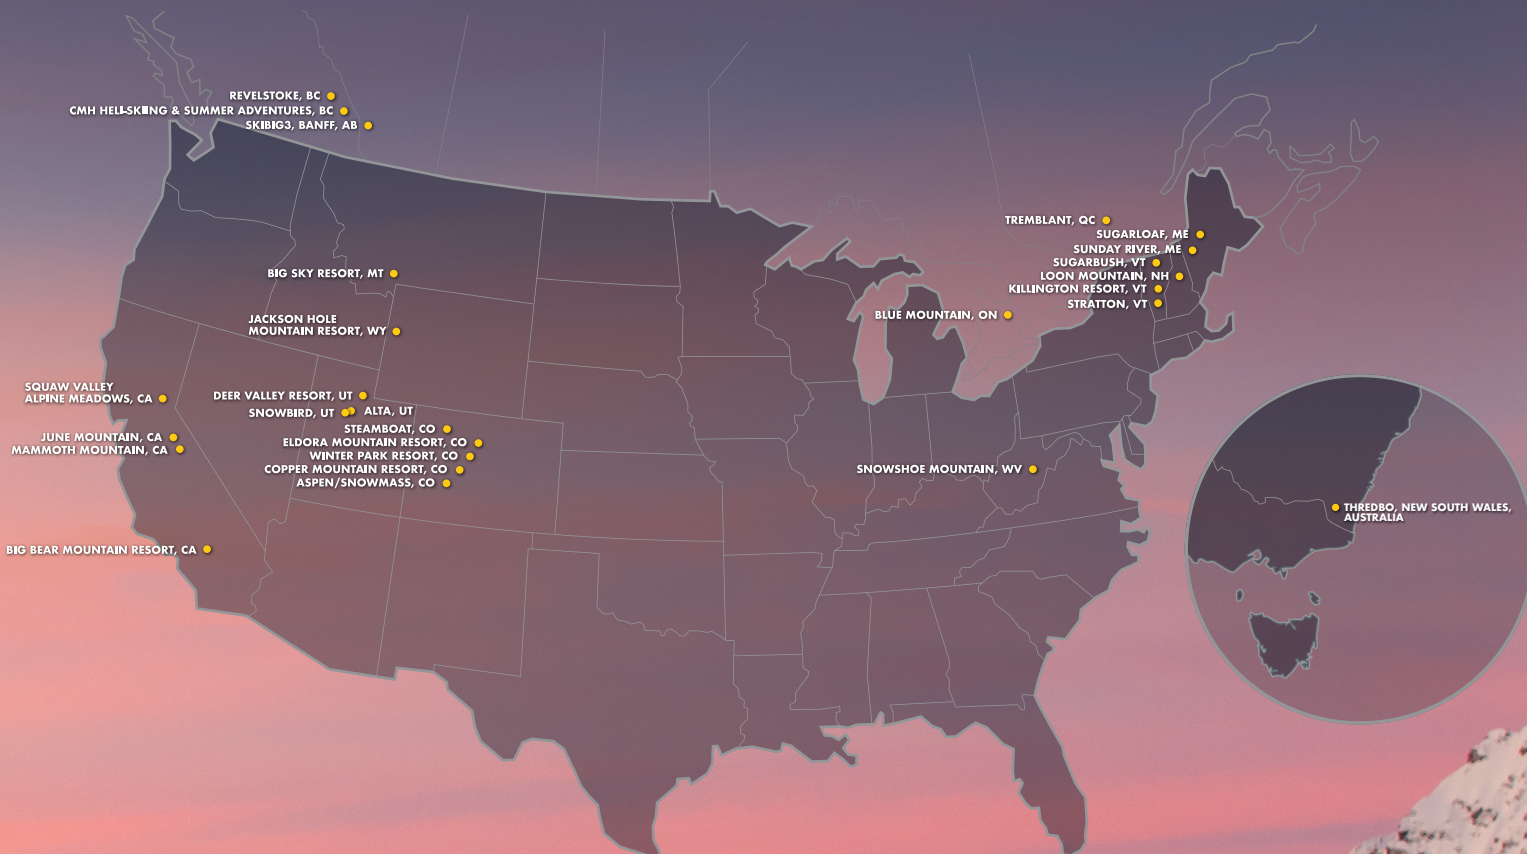 REVELSTOKE, BC
CMH HELI-SKIING & SUMMER ADVENTURES, BC
SKIBIG3, BANFF, AB
TREMBLANT, QC
SUGARLOAF, ME
SUNDAY RIVER, ME
SUGARBUSH, VT
LOON MOUNTAIN, NH
KILLINGTON RESORT, VT
STRATTON, VT
BLUE MOUNTAIN, ON
BIG SKY RESORT, MT
JACKSON HOLE
MOUNTAIN RESORT, WY
SQUAW VALLEY
ALPINE MEADOWS, CA
DEER VALLEY RESORT, UT
SNOWBIRD, UT
ALTA, UT
STEAMBOAT, CO
JUNE MOUNTAIN, CA
ELDORA MOUNTAIN RESORT, CO
MAMMOTH MOUNTAIN, CA
WINTER PARK RESORT, CO
COPPER MOUNTAIN RESORT, CO
ASPEN/SNOWMASS, CO
SNOWSHOE MOUNTAIN, WV
THREDBO, NEW SOUTH WALES,
AUSTRALIA
BIG BEAR MOUNTAIN RESORT, CA